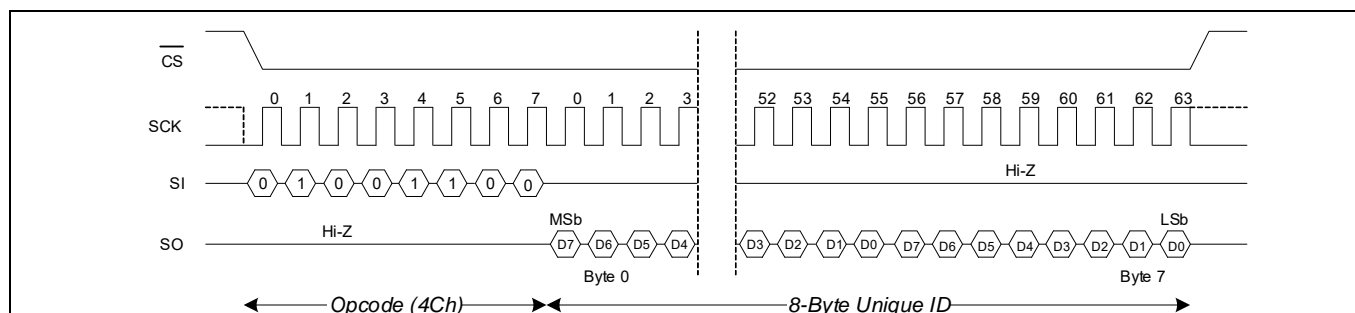 CS
0 1 2 3 4 5 6 7 0 1 2 3 52 53 54 55 56 57 58 59 60 61 62 63
SCK
Hi-Z
SI 0 1 0 0 1 1 0 0
MSb LSb
Hi-Z
SO D7 D6 D5 D4 D3 D2 D1 D0 D7 D6 D5 D4 D3 D2 D1 D0
Byte 0 Byte 7
Opcode (4Ch) 8-Byte Unique ID